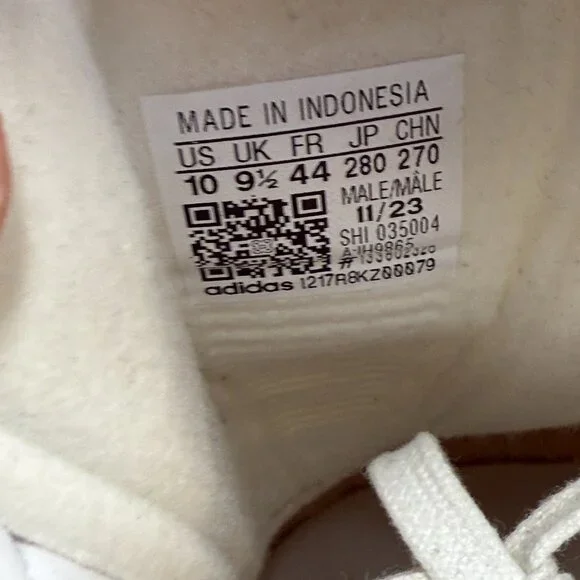 MADE IN INDONESIA
US UK FR JP CHN
10 9½ 44 280 270
MALE/MÂLE
11/23
SHI 035004
adidas 1217R8KZ00079